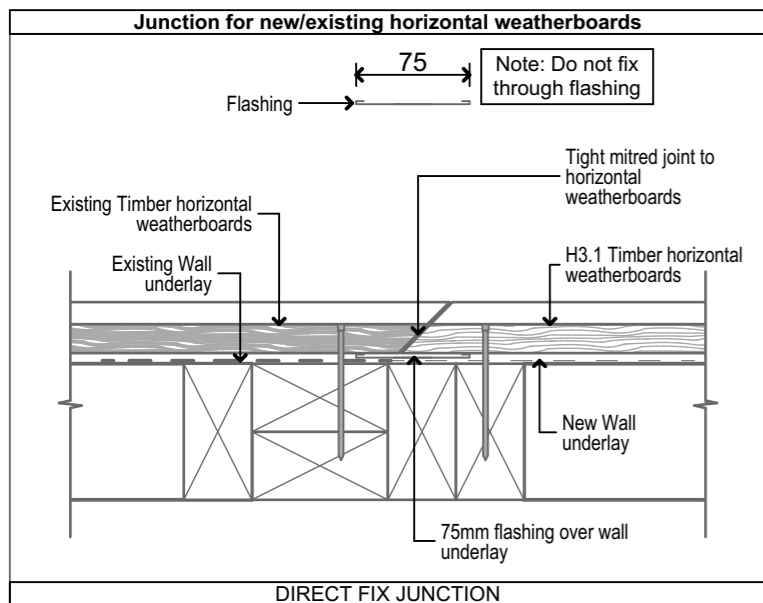 Junction for new/existing horizontal weatherboards
75
Note: Do not fix
through flashing
Flashing
Tight mitred joint to
horizontal
weatherboards
Existing Timber horizontal
weatherboards
Existing Wall
underlay
H3.1 Timber horizontal
weatherboards
New Wall
underlay
75mm flashing over wall
underlay
DIRECT FIX JUNCTION